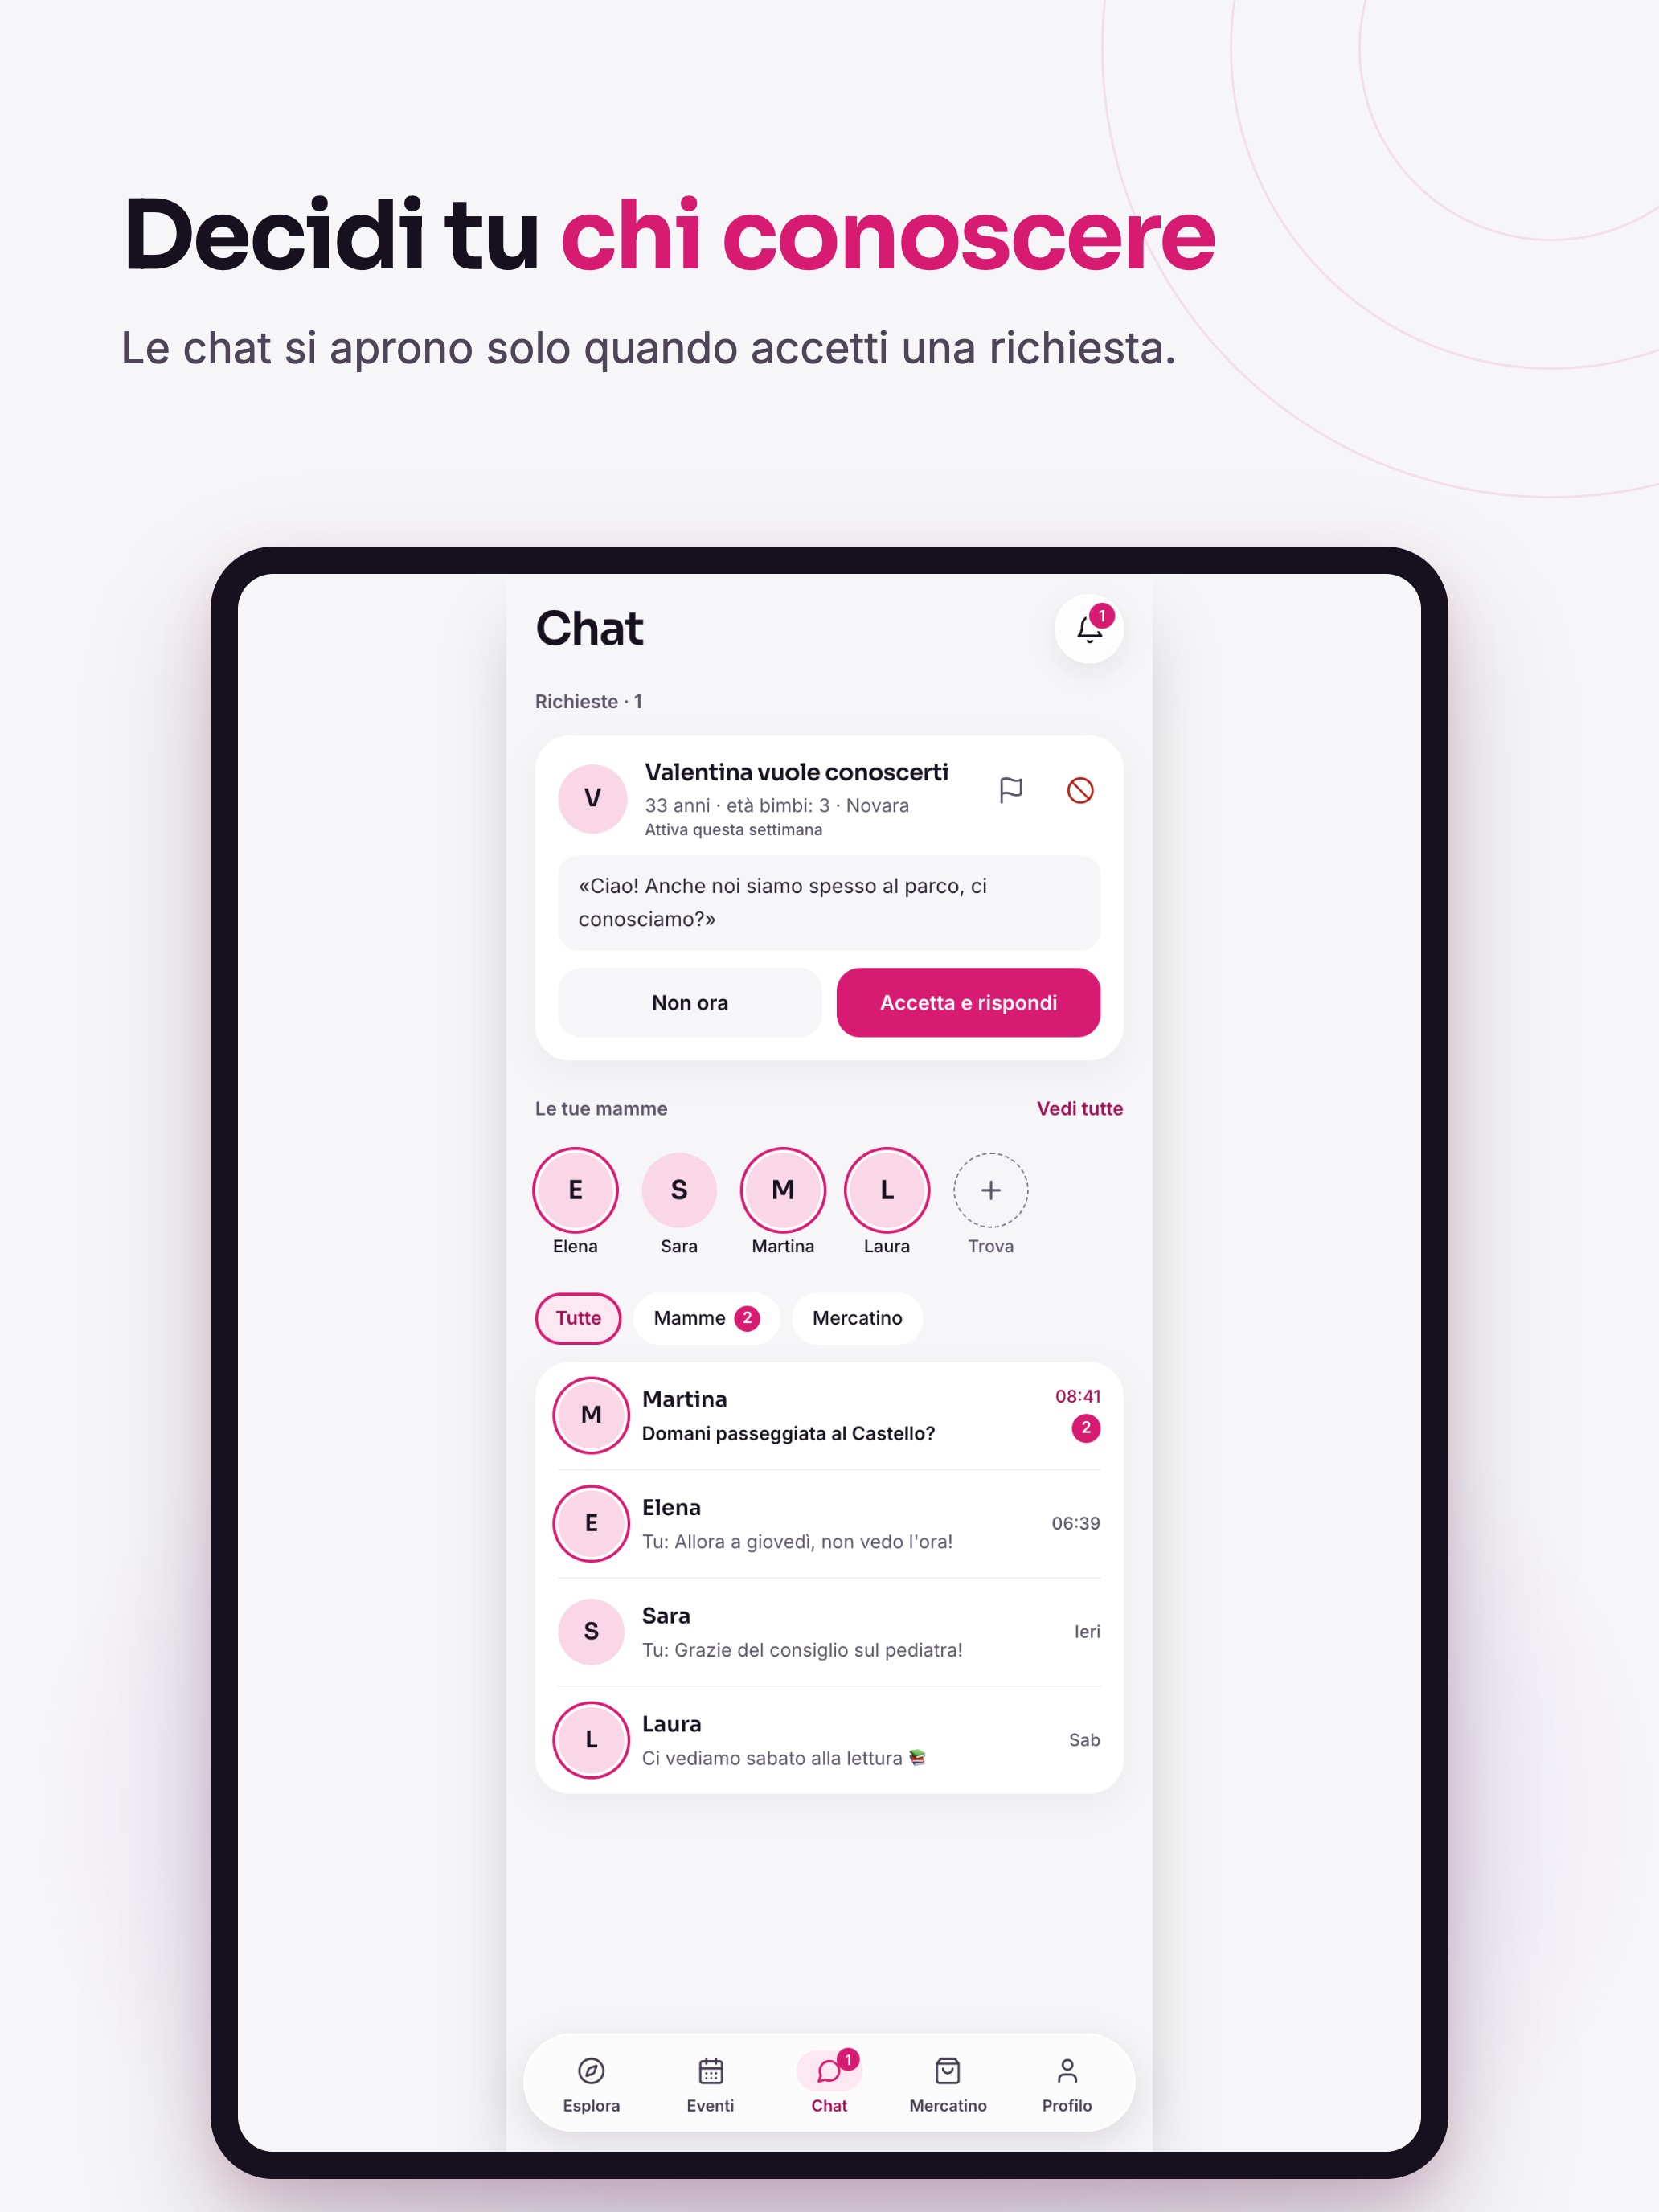 Decidi tu chi conoscere
Le chat si aprono solo quando accetti una richiesta.
Chat
1
Richieste · 1
V
Valentina vuole conoscerti
33 anni · età bimbi: 3 · Novara
Attiva questa settimana
«Ciao! Anche noi siamo spesso al parco, ci
conosciamo?»
Non ora
Accetta e rispondi
Le tue mamme
Vedi tutte
E
S
M
L
Elena
Sara
Martina
Laura
Trova
Tutte
Mamme 2
Mercatino
M
Martina
08:41
Domani passeggiata al Castello?
2
E
Elena
Tu: Allora a giovedì, non vedo l'ora!
06:39
S
Sara
Tu: Grazie del consiglio sul pediatra!
Ieri
L
Laura
Ci vediamo sabato alla lettura 📚
Sab
1
Esplora
Eventi
Chat
Mercatino
Profilo